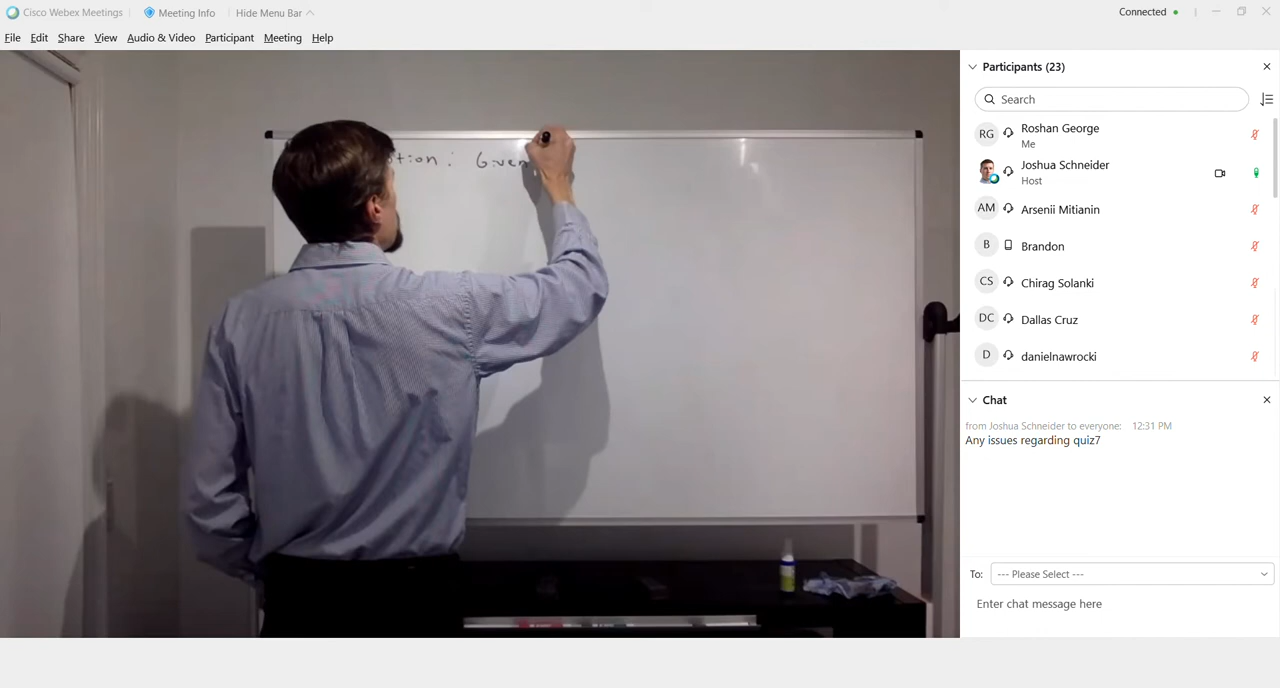 Cisco Webex Meetings
Meeting Info
Hide Menu Bar
Connected
File Edit Share View Audio & Video Participant Meeting Help
tion : Given
Participants (23)
Search
RG
Roshan George
Me
Joshua Schneider
Host
AM
Arsenii Mitianin
B
Brandon
CS
Chirag Solanki
DC
Dallas Cruz
D
danielnawrocki
Chat
from Joshua Schneider to everyone: 12:31 PM
Any issues regarding quiz7
To: --- Please Select ---
Enter chat message here